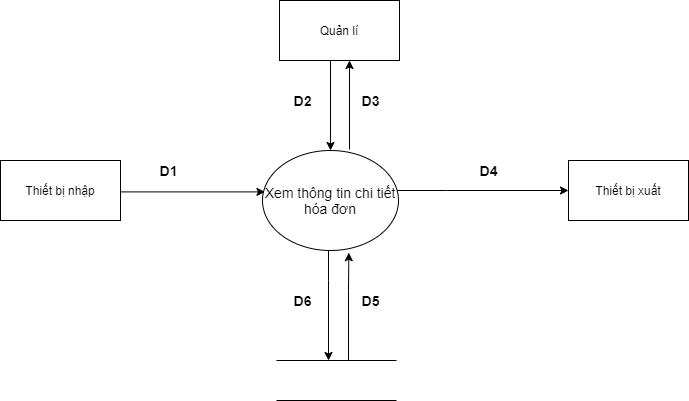 Quản lí
D2
D3
D1
D4
Thiết bị nhập
Xem thông tin chi tiết
hóa đơn
Thiết bị xuất
D6
D5